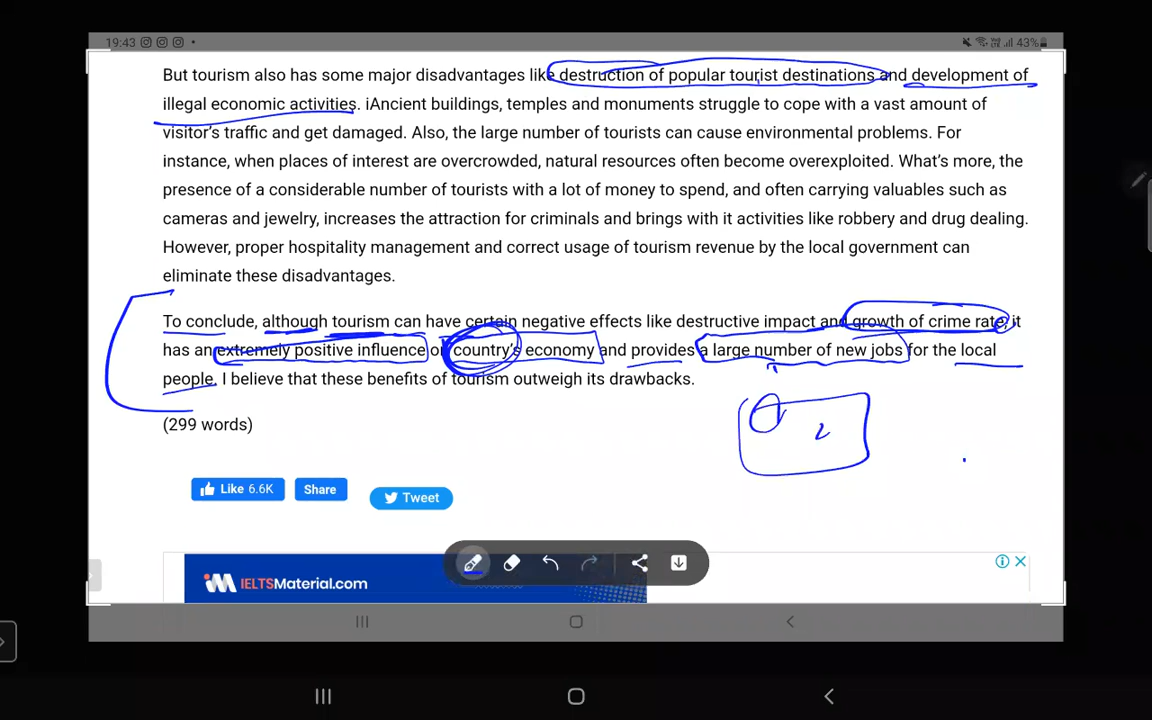 19:43
43%
But tourism also has some major disadvantages like destruction of popular tourist destinations and development of
illegal economic activities. iAncient buildings, temples and monuments struggle to cope with a vast amount of
visitor's traffic and get damaged. Also, the large number of tourists can cause environmental problems. For
instance, when places of interest are overcrowded, natural resources often become overexploited. What's more, the
presence of a considerable number of tourists with a lot of money to spend, and often carrying valuables such as
cameras and jewelry, increases the attraction for criminals and brings with it activities like robbery and drug dealing.
However, proper hospitality management and correct usage of tourism revenue by the local government can
eliminate these disadvantages.
To conclude, although tourism can have certain negative effects like destructive impact and growth of crime rate, it
has an extremely positive influence on country's economy and provides a large number of new jobs for the local
people. I believe that these benefits of tourism outweigh its drawbacks.
(299 words)
Like 6.6K Share Tweet
IELTSMaterial.com